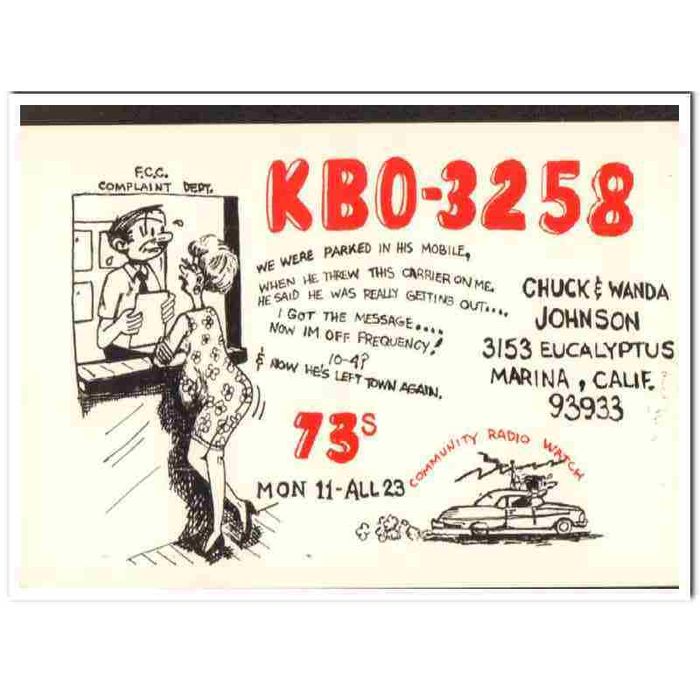 F.C.C.
COMPLAINT DEPT.
KBO-3258
WE WERE PARKED IN HIS MOBILE,
WHEN HE THREW THIS CARRIER ON ME.
HE SAID HE WAS REALLY GETTING OUT....
I GOT THE MESSAGE....
NOW IM OFF FREQUENCY!
10-4?
& NOW HE'S LEFT TOWN AGAIN.
CHUCK & WANDA
JOHNSON
3153 EUCALYPTUS
MARINA, CALIF.
93933
73S
MON 11-ALL 23
COMMUNITY RADIO WATCH